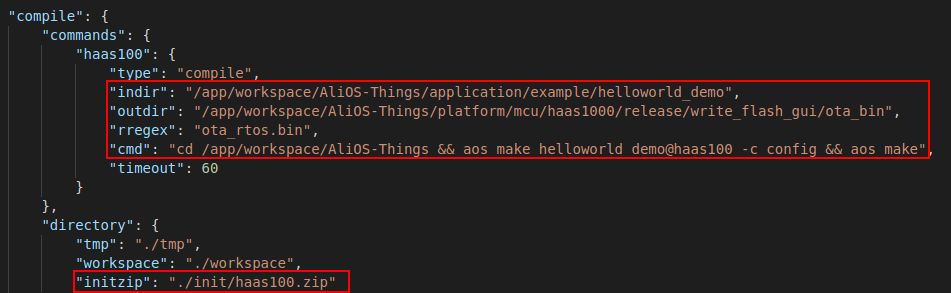 "compile": {
"commands": {
"haas100": {
"type": "compile",
"indir": "/app/workspace/AliOS-Things/application/example/helloworld_demo",
"outdir": "/app/workspace/AliOS-Things/platform/mcu/haas1000/release/write_flash_gui/ota_bin",
"rregex": "ota_rtos.bin",
"cmd": "cd /app/workspace/AliOS-Things && aos make helloworld_demo@haas100 -c config && aos make",
"timeout": 60
}
},
"directory": {
"tmp": "./tmp",
"workspace": "./workspace",
"initzip": "./init/haas100.zip"